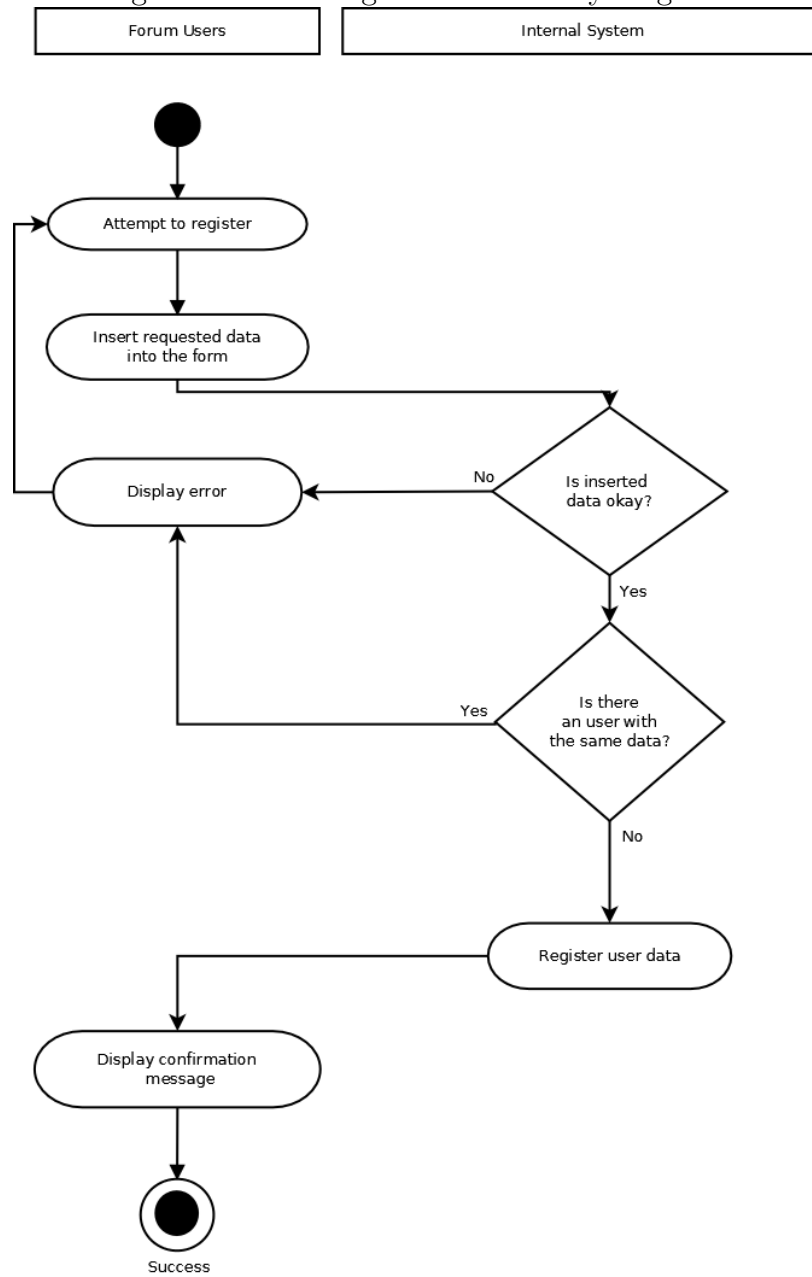 Forum Users
Internal System
Attempt to register
Insert requested data
into the form
Is inserted
data okay?
No
Display error
Yes
Is there
an user with
the same data?
Yes
No
Register user data
Display confirmation
message
Success